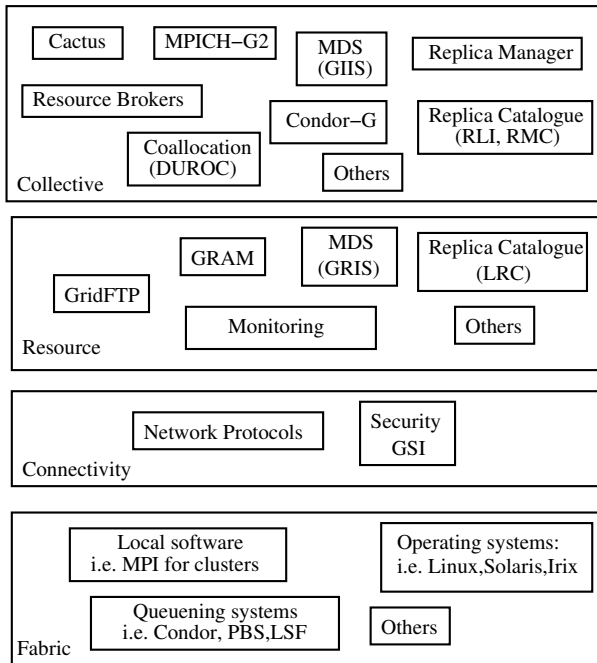 Cactus
MPICH−G2
MDS
(GIIS)
Replica Manager
Resource Brokers
Condor−G
Replica Catalogue
(RLI, RMC)
Coallocation
(DUROC)
Others
Collective
GRAM
MDS
(GRIS)
Replica Catalogue
(LRC)
GridFTP
Monitoring
Others
Resource
Network Protocols
Security
GSI
Connectivity
Local software
i.e. MPI for clusters
Operating systems:
i.e. Linux,Solaris,Irix
Queuening systems
i.e. Condor, PBS,LSF
Others
Fabric